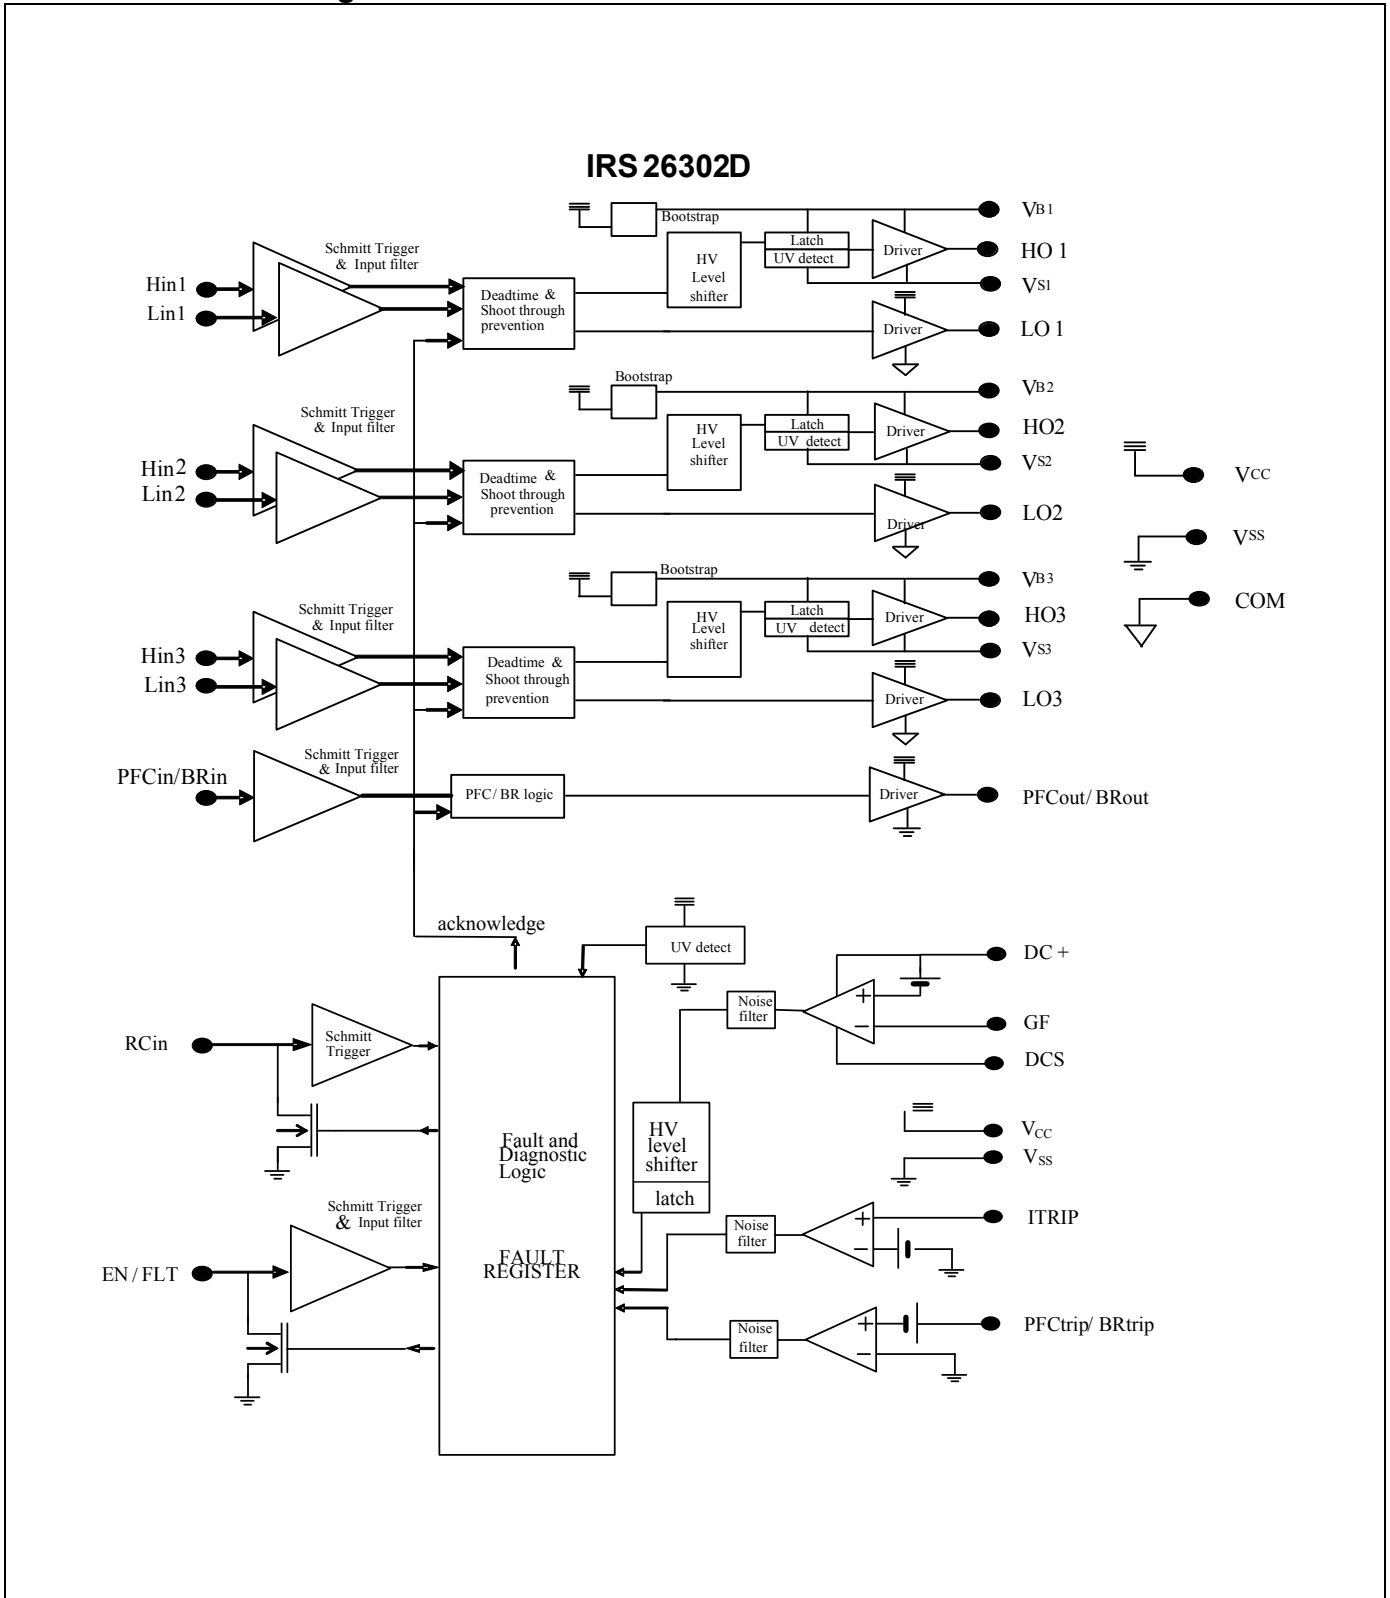 IRS 26302D
Bootstrap
VB1
Schmitt Trigger
& Input filter
Latch
UV detect
Driver
HO 1
HV
Level
shifter
Hin1
Lin1
Deadtime &
Shoot through
prevention
VS1
Driver
LO 1
Bootstrap
VB2
Schmitt Trigger
& Input filter
Latch
UV detect
Driver
HO2
HV
Level
shifter
Hin2
Lin2
Deadtime &
Shoot through
prevention
VS2
Driver
LO2
VCC
VSS
COM
Bootstrap
VB3
Schmitt Trigger
& Input filter
Latch
UV detect
Driver
HO3
HV
Level
shifter
Hin3
Lin3
Deadtime &
Shoot through
prevention
VS3
Driver
LO3
Schmitt Trigger
& Input filter
PFCin/BRin
PFC/ BR logic
Driver
PFCout/ BRout
acknowledge
UV detect
DC +
Noise
filter
+
−
GF
DCS
RCin
Schmitt
Trigger
Fault and
Diagnostic
Logic
HV
level
shifter
latch
VCC
VSS
Schmitt Trigger
& Input filter
Noise
filter
+
−
ITRIP
FAULT
REGISTER
EN / FLT
Noise
filter
+
−
PFCtrip/ BRtrip